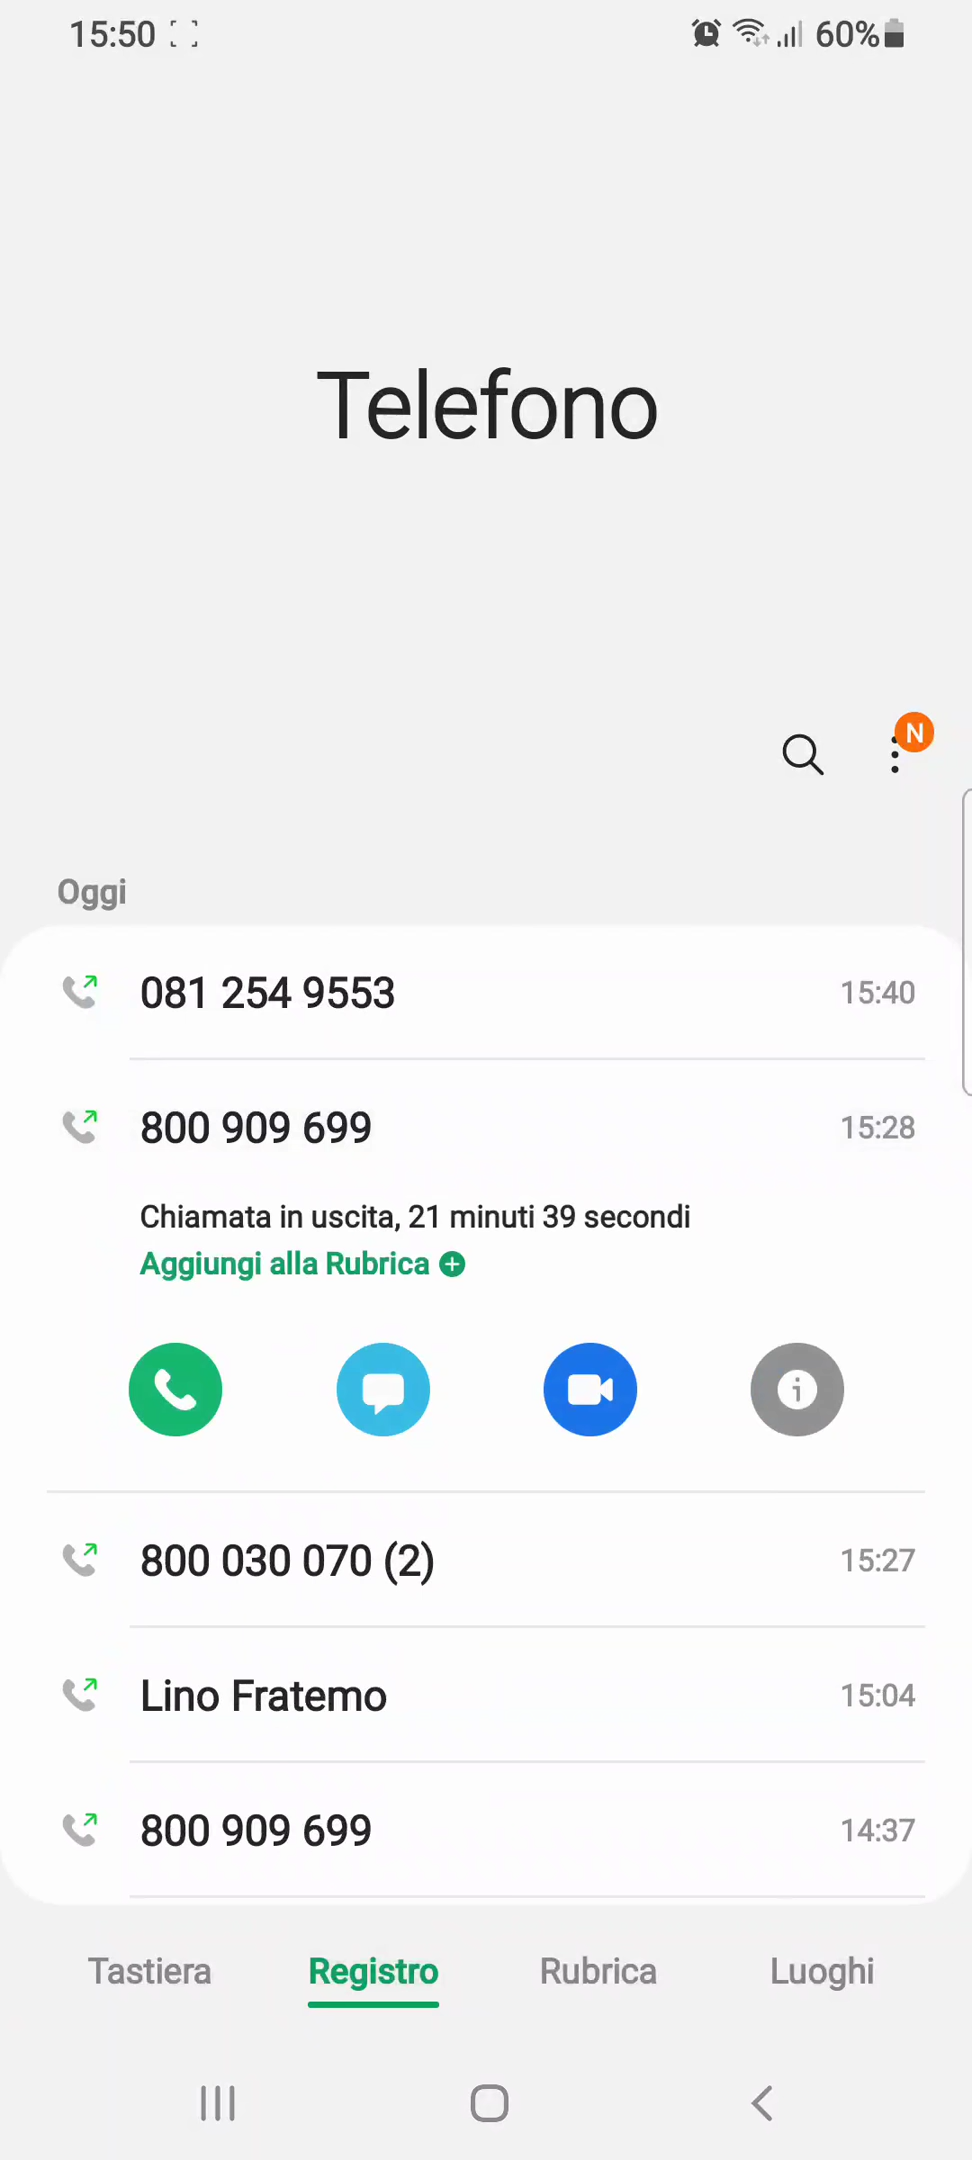 15:50 60%
Telefono
N
Oggi
081 254 9553 15:40
800 909 699 15:28
Chiamata in uscita, 21 minuti 39 secondi
Aggiungi alla Rubrica
800 030 070 (2) 15:27
Lino Fratemo 15:04
800 909 699 14:37
Tastiera Registro Rubrica Luoghi